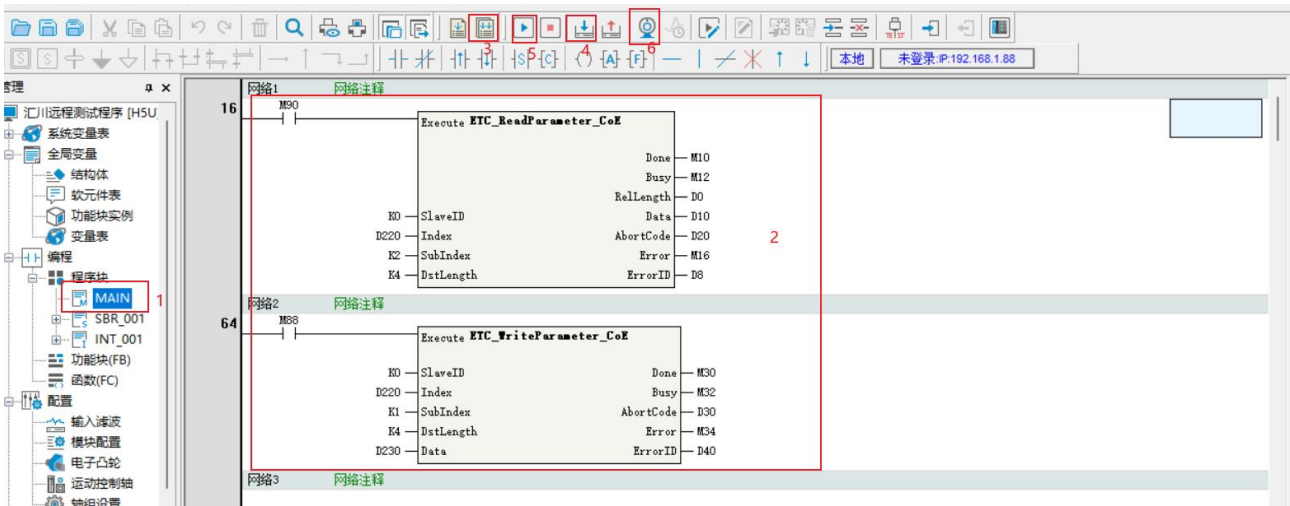 3
5
4
6
本地
未登录:IP:192.168.1.88
管理
汇川远程测试程序 [H5U
系统变量表
全局变量
结构体
软元件表
功能块实例
变量表
编程
程序块
MAIN
1
SBR_001
INT_001
功能块(FB)
函数(FC)
配置
输入滤波
模块配置
电子凸轮
运动控制轴
轴组设置
网络1 网络注释
16
M90
Execute ETC_ReadParameter_CoE
Done M10
Busy M12
RelLength D0
K0 SlaveID Data D10
D220 Index AbortCode D20
K2 SubIndex Error M16
K4 DstLength ErrorID D8
2
网络2 网络注释
64
M88
Execute ETC_WriteParameter_CoE
K0 SlaveID Done M30
D220 Index Busy M32
K1 SubIndex AbortCode D30
K4 DstLength Error M34
D230 Data ErrorID D40
网络3 网络注释